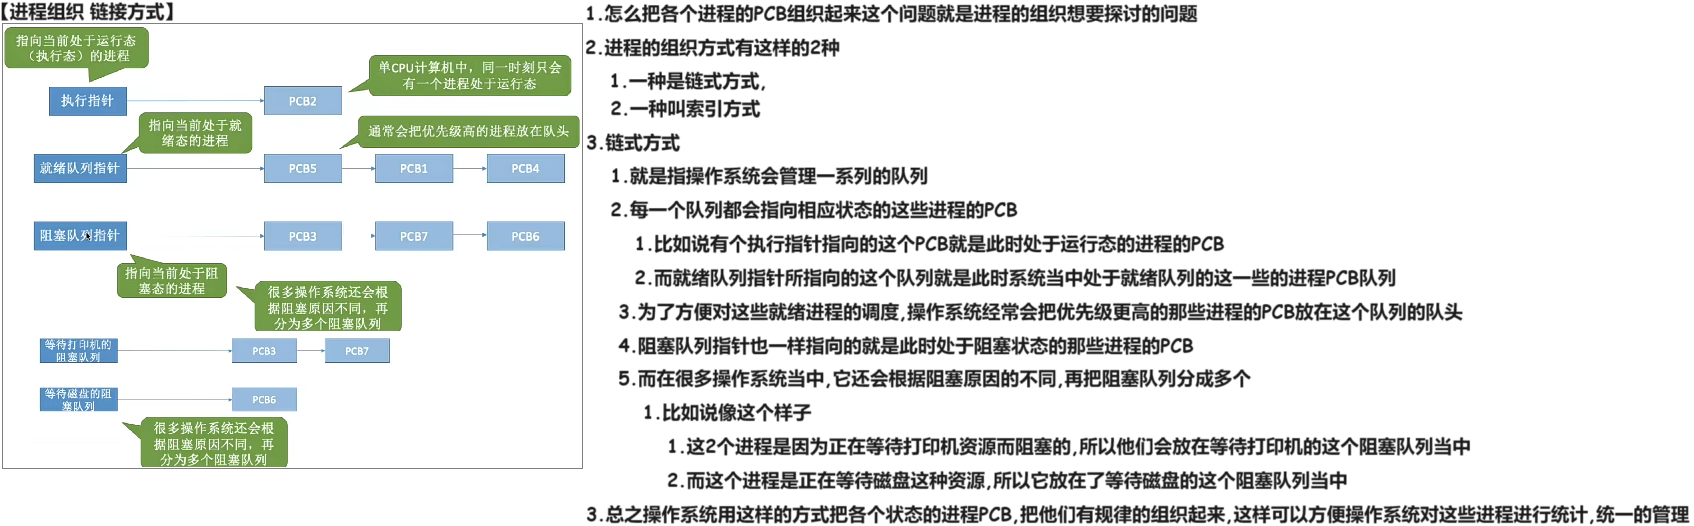 【进程组织 链接方式】
指向当前处于运行态
（执行态）的进程
单CPU计算机中，同一时刻只会
有一个进程处于运行态
执行指针
PCB2
指向当前处于就
绪态的进程
通常会把优先级高的进程放在队头
就绪队列指针
PCB5
PCB1
PCB4
阻塞队列指针
PCB3
PCB7
PCB6
指向当前处于阻
塞态的进程
很多操作系统还会根
据阻塞原因不同，再
分为多个阻塞队列
等待打印机的
阻塞队列
PCB3
PCB7
等待磁盘的阻
塞队列
PCB6
很多操作系统还会根
据阻塞原因不同，再
分为多个阻塞队列
1.怎么把各个进程的PCB组织起来这个问题就是进程的组织想要探讨的问题
2.进程的组织方式有这样的2种
1.一种是链式方式,
2.一种叫索引方式
3.链式方式
1.就是指操作系统会管理一系列的队列
2.每一个队列都会指向相应状态的这些进程的PCB
1.比如说有个执行指针指向的这个PCB就是此时处于运行态的进程的PCB
2.而就绪队列指针所指向的这个队列就是此时系统当中处于就绪队列的这一些的进程PCB队列
3.为了方便对这些就绪进程的调度,操作系统经常会把优先级更高的那些进程的PCB放在这个队列的队头
4.阻塞队列指针也一样指向的就是此时处于阻塞状态的那些进程的PCB
5.而在很多操作系统当中,它还会根据阻塞原因的不同,再把阻塞队列分成多个
1.比如说像这个样子
1.这2个进程是因为正在等待打印机资源而阻塞的,所以他们会放在等待打印机的这个阻塞队列当中
2.而这个进程是正在等待磁盘这种资源,所以它放在了等待磁盘的这个阻塞队列当中
3.总之操作系统用这样的方式把各个状态的进程PCB,把他们有规律的组织起来,这样可以方便操作系统对这些进程进行统计,统一的管理